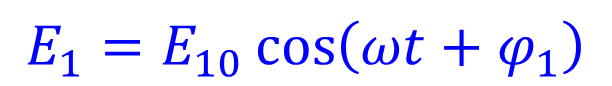 E₁ = E₁₀ cos(ωt + φ₁)